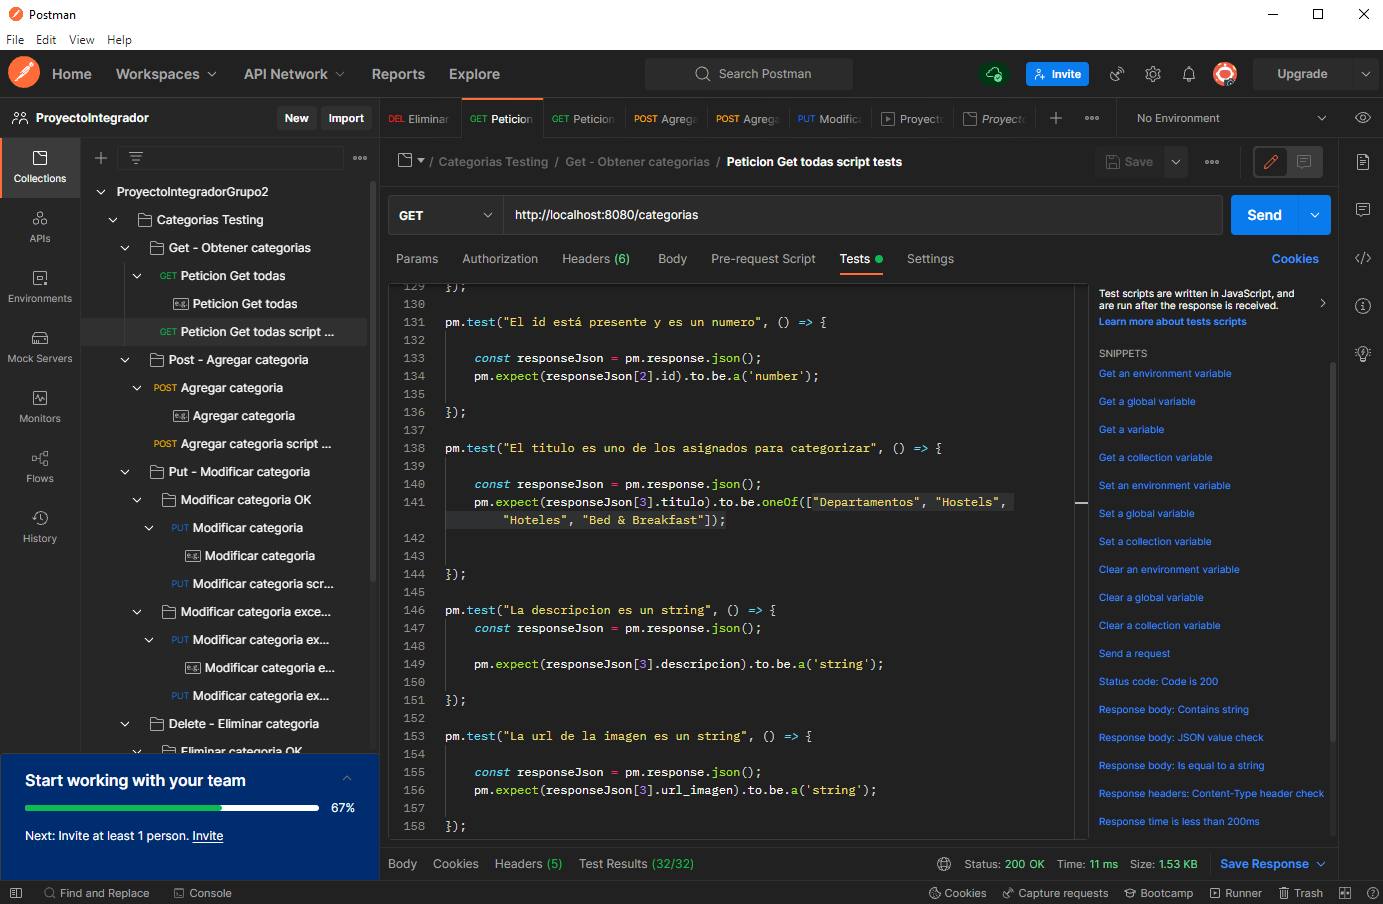 Postman
File Edit View Help
Home Workspaces API Network Reports Explore Search Postman Invite Upgrade
ProyectoIntegrador New Import
DEL Eliminar GET Peticion GET Peticion POST Agrega POST Agrega PUT Modifica Proyecto Proyecto No Environment
Collections
APIs
Environments
Mock Servers
Monitors
Flows
History
ProyectoIntegradorGrupo2
Categorias Testing
Get - Obtener categorias
GET Peticion Get todas
e.g. Peticion Get todas
GET Peticion Get todas script ...
Post - Agregar categoria
POST Agregar categoria
e.g. Agregar categoria
POST Agregar categoria script ...
Put - Modificar categoria
Modificar categoria OK
PUT Modificar categoria
e.g. Modificar categoria
PUT Modificar categoria scr...
Modificar categoria exce...
PUT Modificar categoria ex...
e.g. Modificar categoria e...
PUT Modificar categoria ex...
Delete - Eliminar categoria
Eliminar categoria OK
Start working with your team
67%
Next: Invite at least 1 person. Invite
/ Categorias Testing / Get - Obtener categorias / Peticion Get todas script tests Save
GET http://localhost:8080/categorias Send
Params Authorization Headers (6) Body Pre-request Script Tests Settings Cookies
129 });
130
131 pm.test("El id está presente y es un numero", () => {
132
133 const responseJson = pm.response.json();
134 pm.expect(responseJson[2].id).to.be.a('number');
135
136 });
137
138 pm.test("El titulo es uno de los asignados para categorizar", () => {
139
140 const responseJson = pm.response.json();
141 pm.expect(responseJson[3].titulo).to.be.oneOf(["Departamentos", "Hostels",
"Hoteles", "Bed & Breakfast"]);
142
143
144 });
145
146 pm.test("La descripcion es un string", () => {
147 const responseJson = pm.response.json();
148
149 pm.expect(responseJson[3].descripcion).to.be.a('string');
150
151 });
152
153 pm.test("La url de la imagen es un string", () => {
154
155 const responseJson = pm.response.json();
156 pm.expect(responseJson[3].url_imagen).to.be.a('string');
157
158 });
Test scripts are written in JavaScript, and
are run after the response is received.
Learn more about tests scripts
SNIPPETS
Get an environment variable
Get a global variable
Get a variable
Get a collection variable
Set an environment variable
Set a global variable
Set a collection variable
Clear an environment variable
Clear a global variable
Clear a collection variable
Send a request
Status code: Code is 200
Response body: Contains string
Response body: JSON value check
Response body: Is equal to a string
Response headers: Content-Type header check
Response time is less than 200ms
Body Cookies Headers (5) Test Results (32/32) Status: 200 OK Time: 11 ms Size: 1.53 KB Save Response
Find and Replace Console Cookies Capture requests Bootcamp Runner Trash